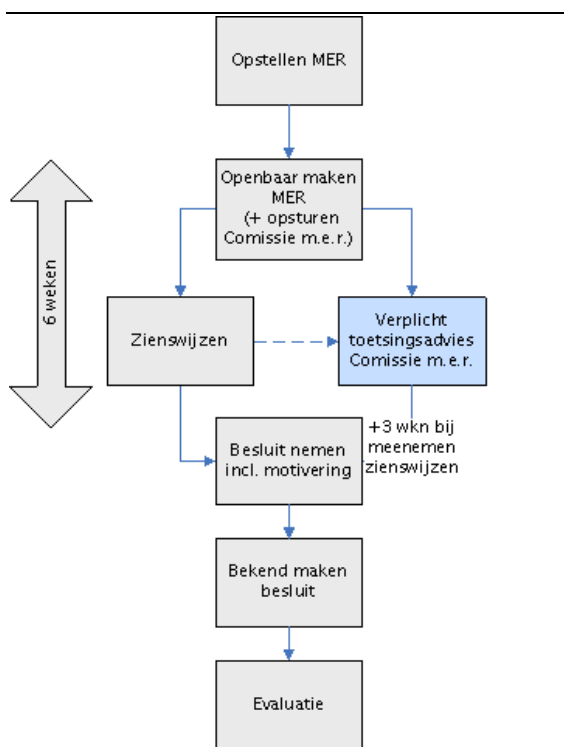 Opstellen MER
Openbaar maken
MER
(+ opsturen
Comissie m.e.r.)
6 weken
Zienswijzen
Verplicht
toetsingsadvies
Comissie m.e.r.
+3 wkn bij
meenemen
zienswijzen
Besluit nemen
incl. motivering
Bekend maken
besluit
Evaluatie